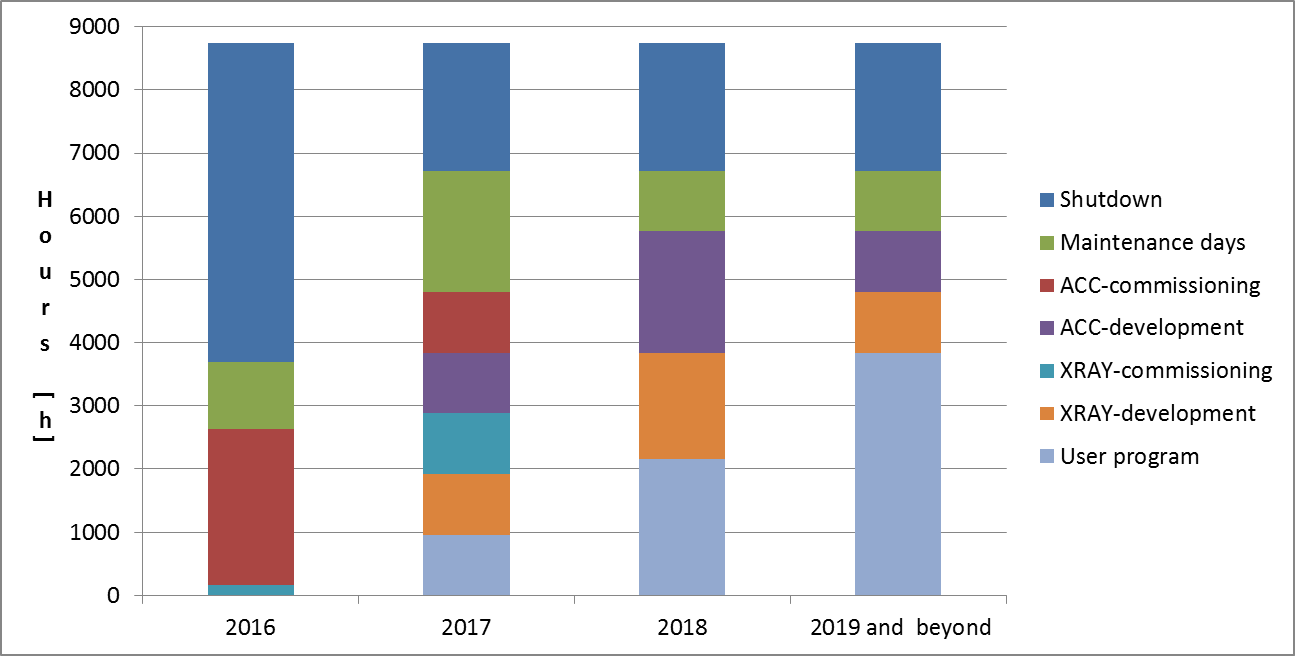 9000
8000
7000
6000
5000
4000
3000
2000
1000
0
Hours [h]
2016
2017
2018
2019 and beyond
Shutdown
Maintenance days
ACC-commissioning
ACC-development
XRAY-commissioning
XRAY-development
User program